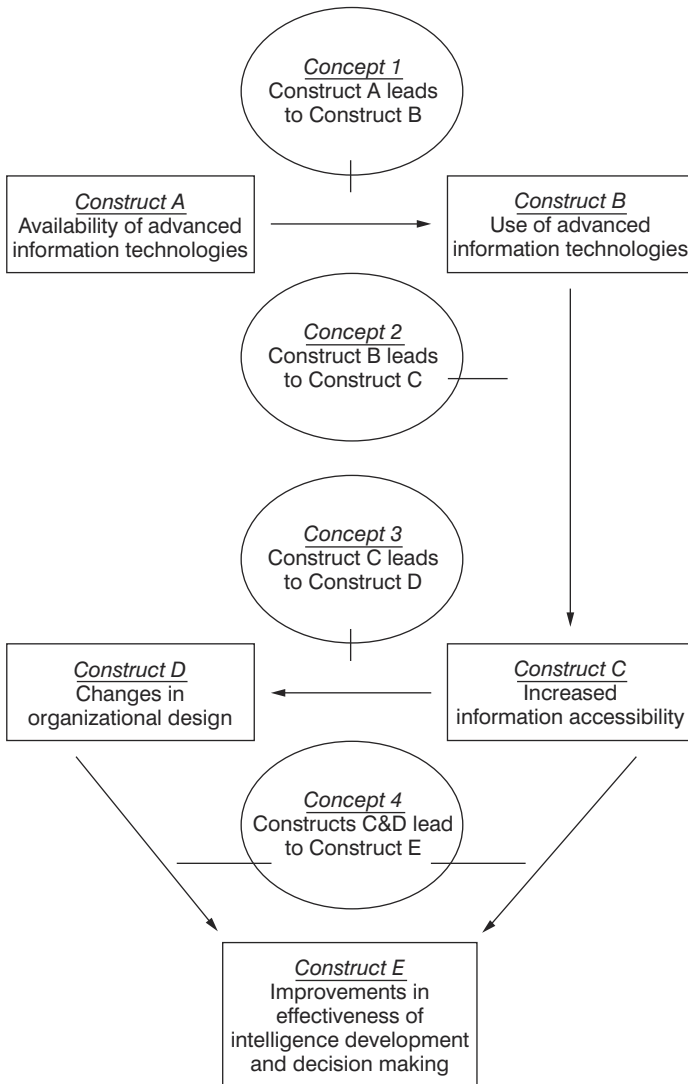 Concept 1
Construct A leads
to Construct B
Construct A
Availability of advanced
information technologies
Construct B
Use of advanced
information technologies
Concept 2
Construct B leads
to Construct C
Concept 3
Construct C leads
to Construct D
Construct D
Changes in
organizational design
Construct C
Increased
information accessibility
Concept 4
Constructs C&D lead
to Construct E
Construct E
Improvements in
effectiveness of
intelligence development
and decision making